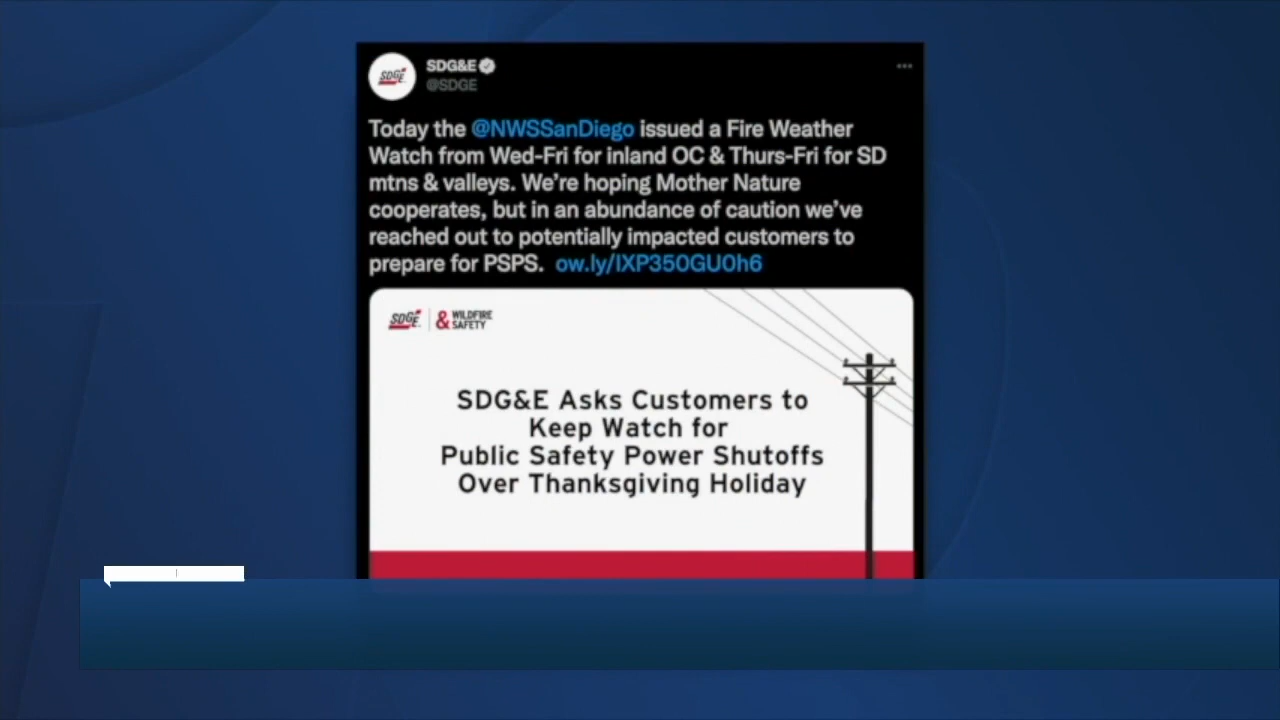 SDG&E
@SDGE
Today the @NWSSanDiego issued a Fire Weather
Watch from Wed-Fri for inland OC & Thurs-Fri for SD
mtns & valleys. We're hoping Mother Nature
cooperates, but in an abundance of caution we've
reached out to potentially impacted customers to
prepare for PSPS. ow.ly/IXP350GU0h6
SDGE & WILDFIRE
SAFETY
SDG&E Asks Customers to
Keep Watch for
Public Safety Power Shutoffs
Over Thanksgiving Holiday